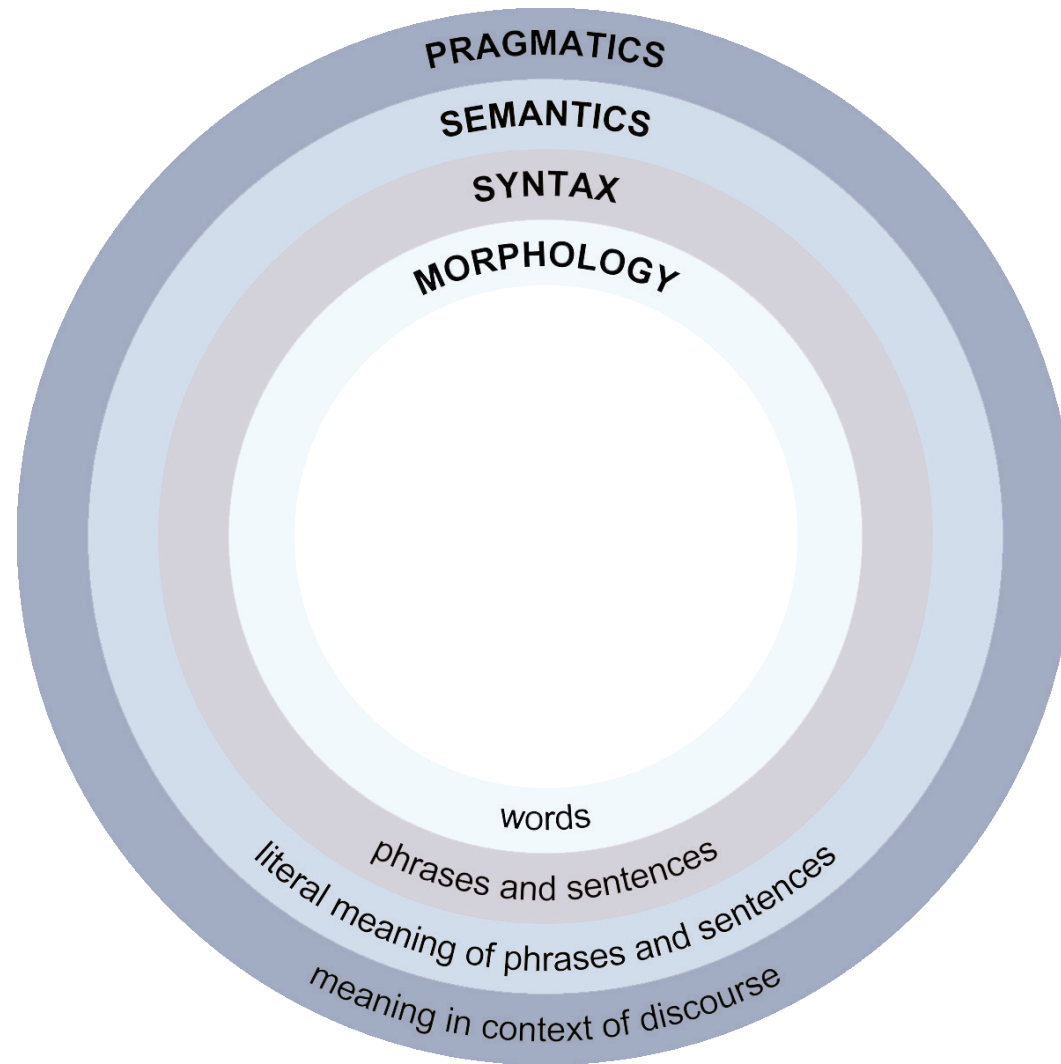 PRAGMATICS
SEMANTICS
SYNTAX
MORPHOLOGY
words
phrases and sentences
literal meaning of phrases and sentences
meaning in context of discourse